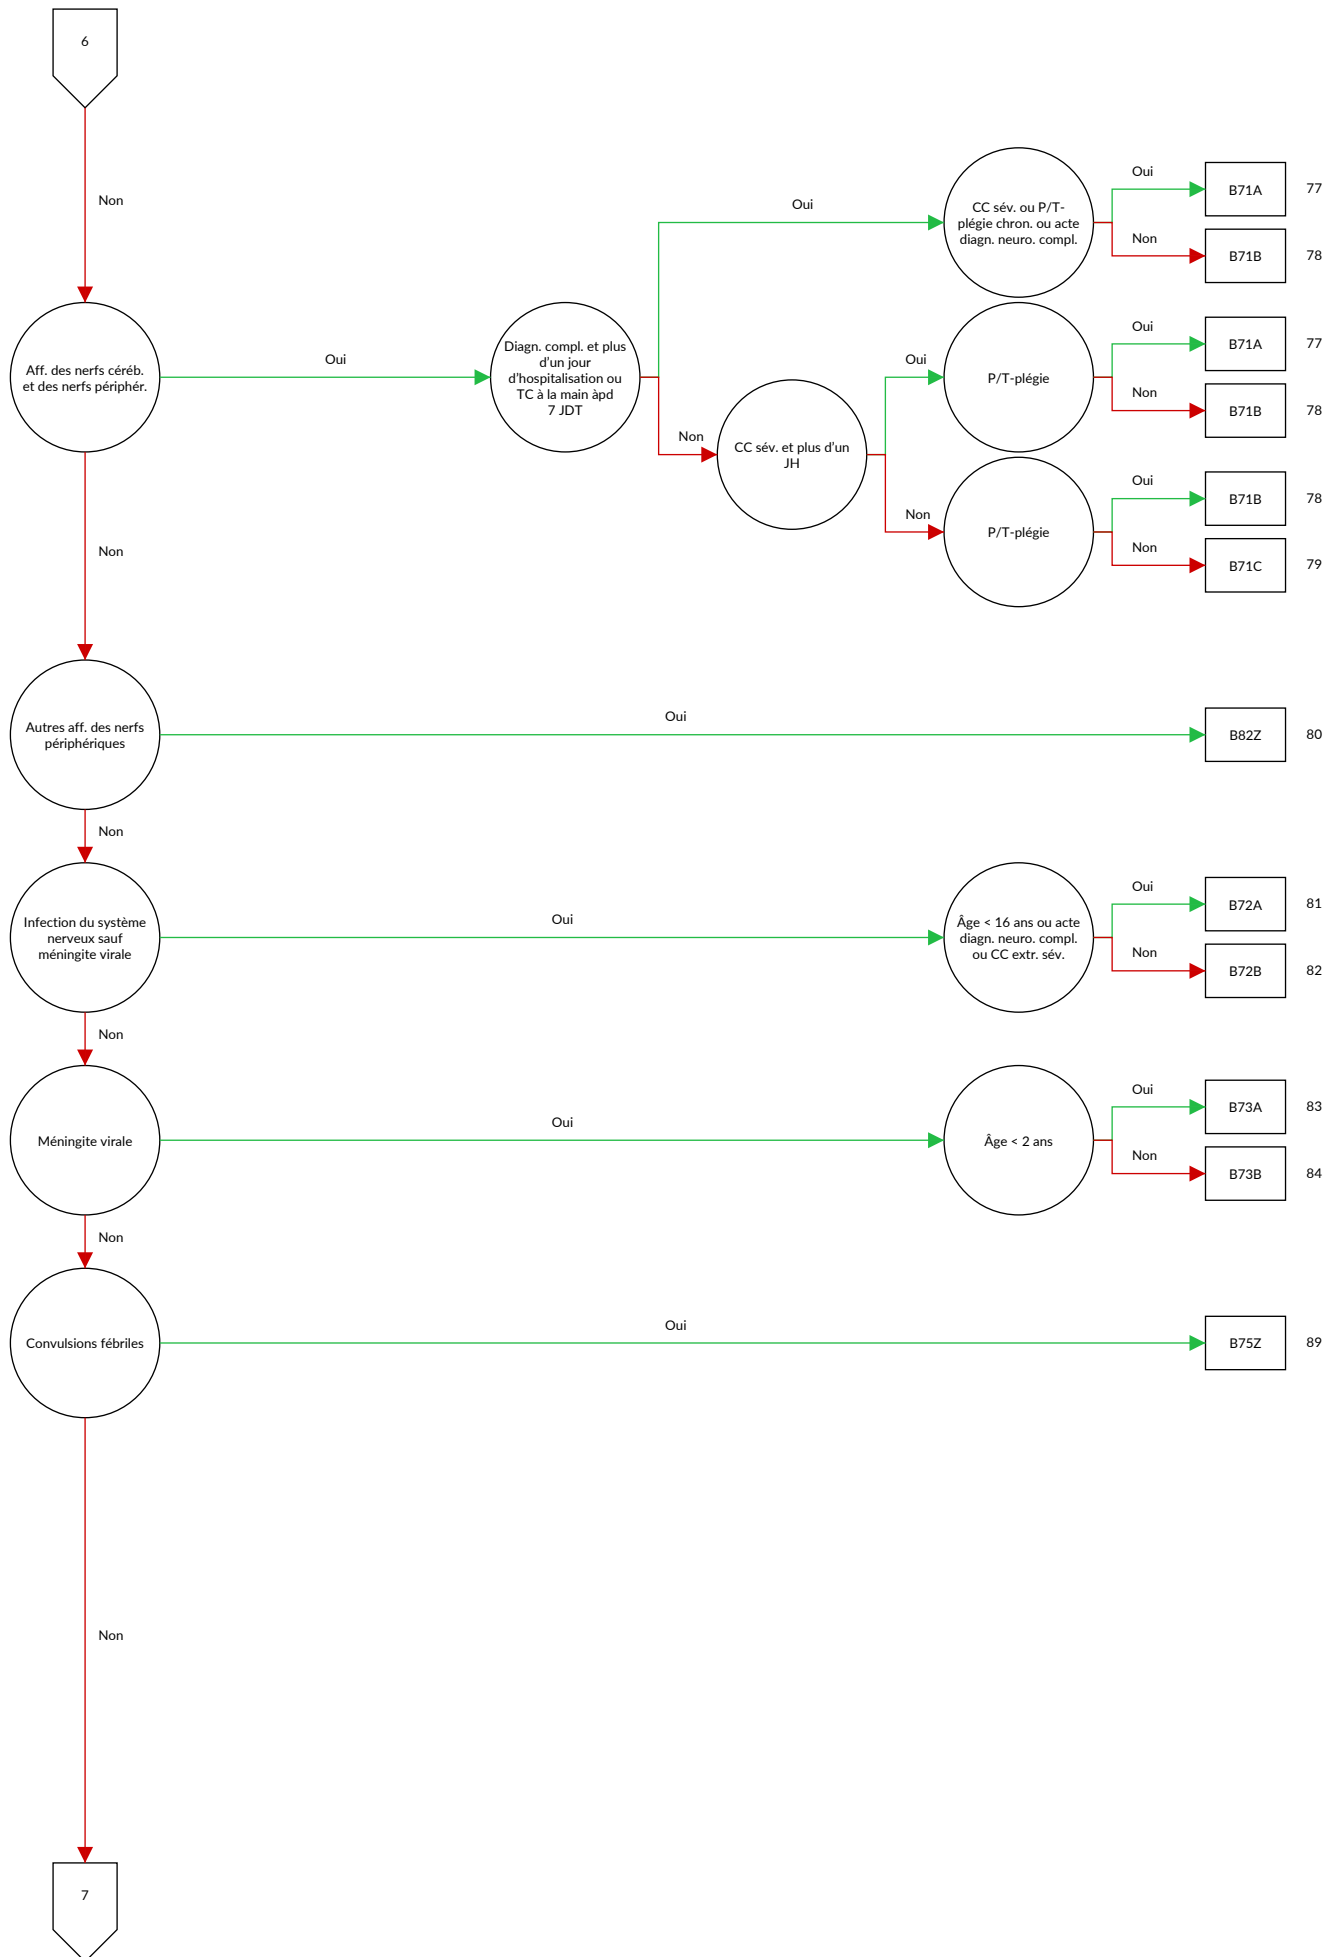 6
Non
Oui
CC sév. ou P/T-
plégie chron. ou acte
diagn. neuro. compl.
Oui
B71A
77
Non
B71B
78
Aff. des nerfs céréb.
et des nerfs périphér.
Oui
Diagn. compl. et plus
d'un jour
d'hospitalisation ou
TC à la main àpd
7 JDT
Non
CC sév. et plus d'un
JH
Oui
P/T-plégie
Oui
B71A
77
Non
B71B
78
Non
P/T-plégie
Oui
B71B
78
Non
B71C
79
Non
Autres aff. des nerfs
périphériques
Oui
B82Z
80
Non
Infection du système
nerveux sauf
méningite virale
Oui
Âge < 16 ans ou acte
diagn. neuro. compl.
ou CC extr. sév.
Oui
B72A
81
Non
B72B
82
Non
Méningite virale
Oui
Âge < 2 ans
Oui
B73A
83
Non
B73B
84
Non
Convulsions fébriles
Oui
B75Z
89
Non
7